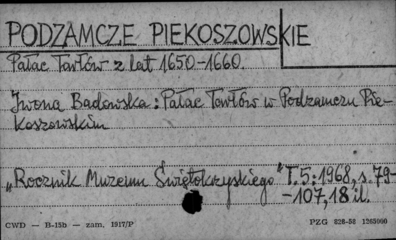 PODZAMCZE PIEKOSZOWSKIE
Pałac Tarłów z lat 1650.-1660.
Iwona Badowska: Pałac Tarłów w Podzamczu Pie-
koszowskim
„Rocznik Muzeum Świętokrzyskiego" T. 5: 1968, s. 79-
-107, 18 il.
CWD — H-15b — zam. 1917/P
PZG 828-58 1265000